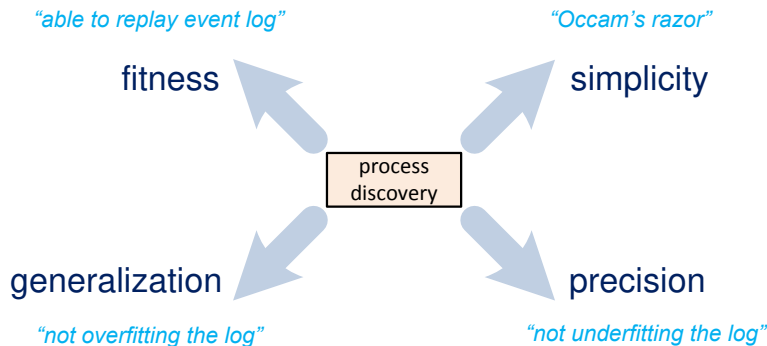 “able to replay event log”
“Occam’s razor”
fitness
simplicity
process
discovery
generalization
precision
“not overfitting the log”
“not underfitting the log”